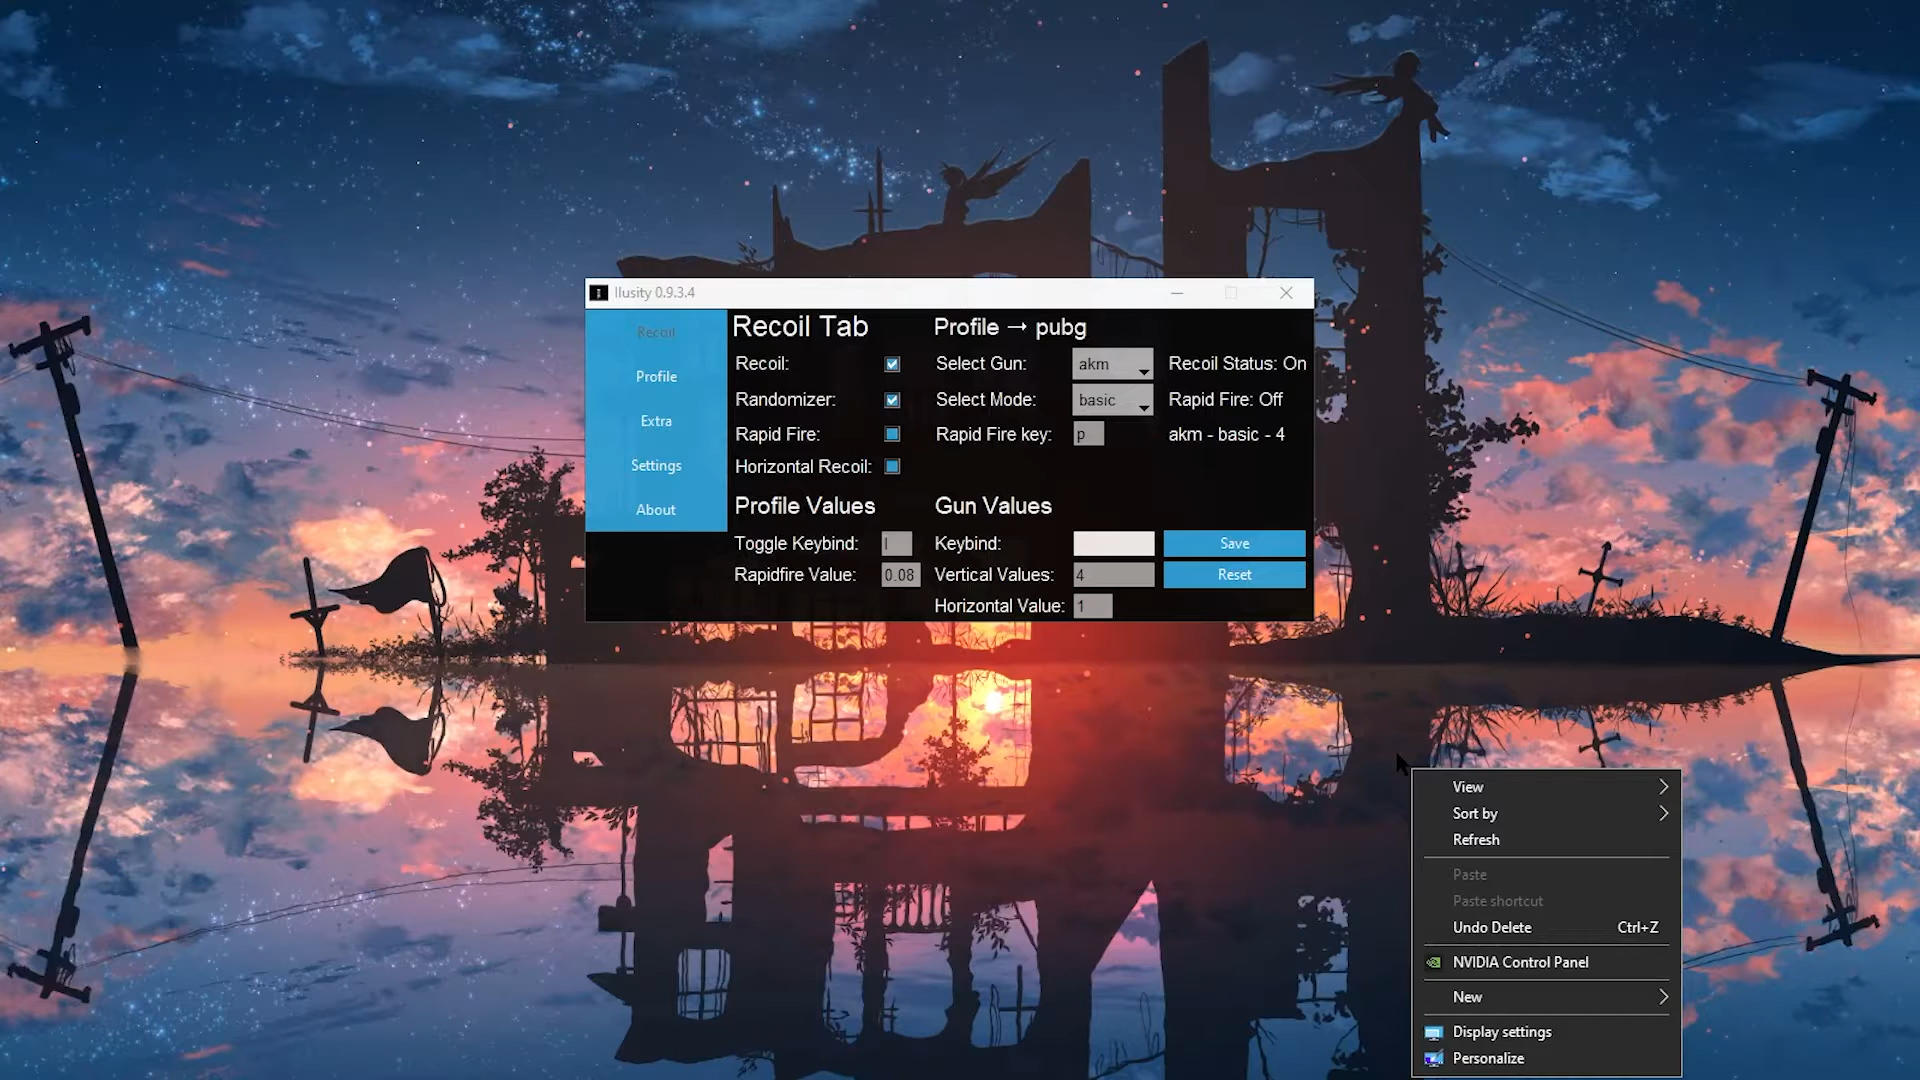 Ilusity 0.9.3.4
Recoil
Profile
Extra
Settings
About
Recoil Tab
Recoil:
Randomizer:
Rapid Fire:
Horizontal Recoil:
Profile → pubg
Select Gun: akm
Select Mode: basic
Rapid Fire key: p
Recoil Status: On
Rapid Fire: Off
akm - basic - 4
Profile Values
Toggle Keybind: l
Rapidfire Value: 0.08
Gun Values
Keybind:
Vertical Values: 4
Horizontal Value: 1
Save
Reset
View
Sort by
Refresh
Paste
Paste shortcut
Undo Delete Ctrl+Z
NVIDIA Control Panel
New
Display settings
Personalize